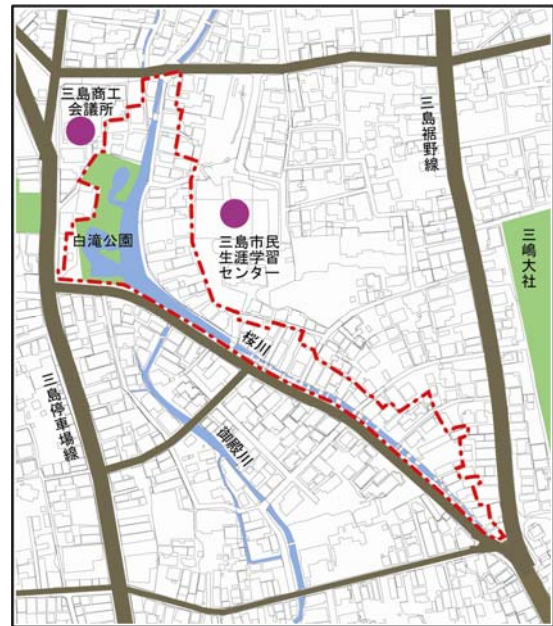 三島商工
会議所
三島裾野線
三島市民
生涯学習
センター
白滝公園
三嶋大社
桜川
三島停車場線
御殿川